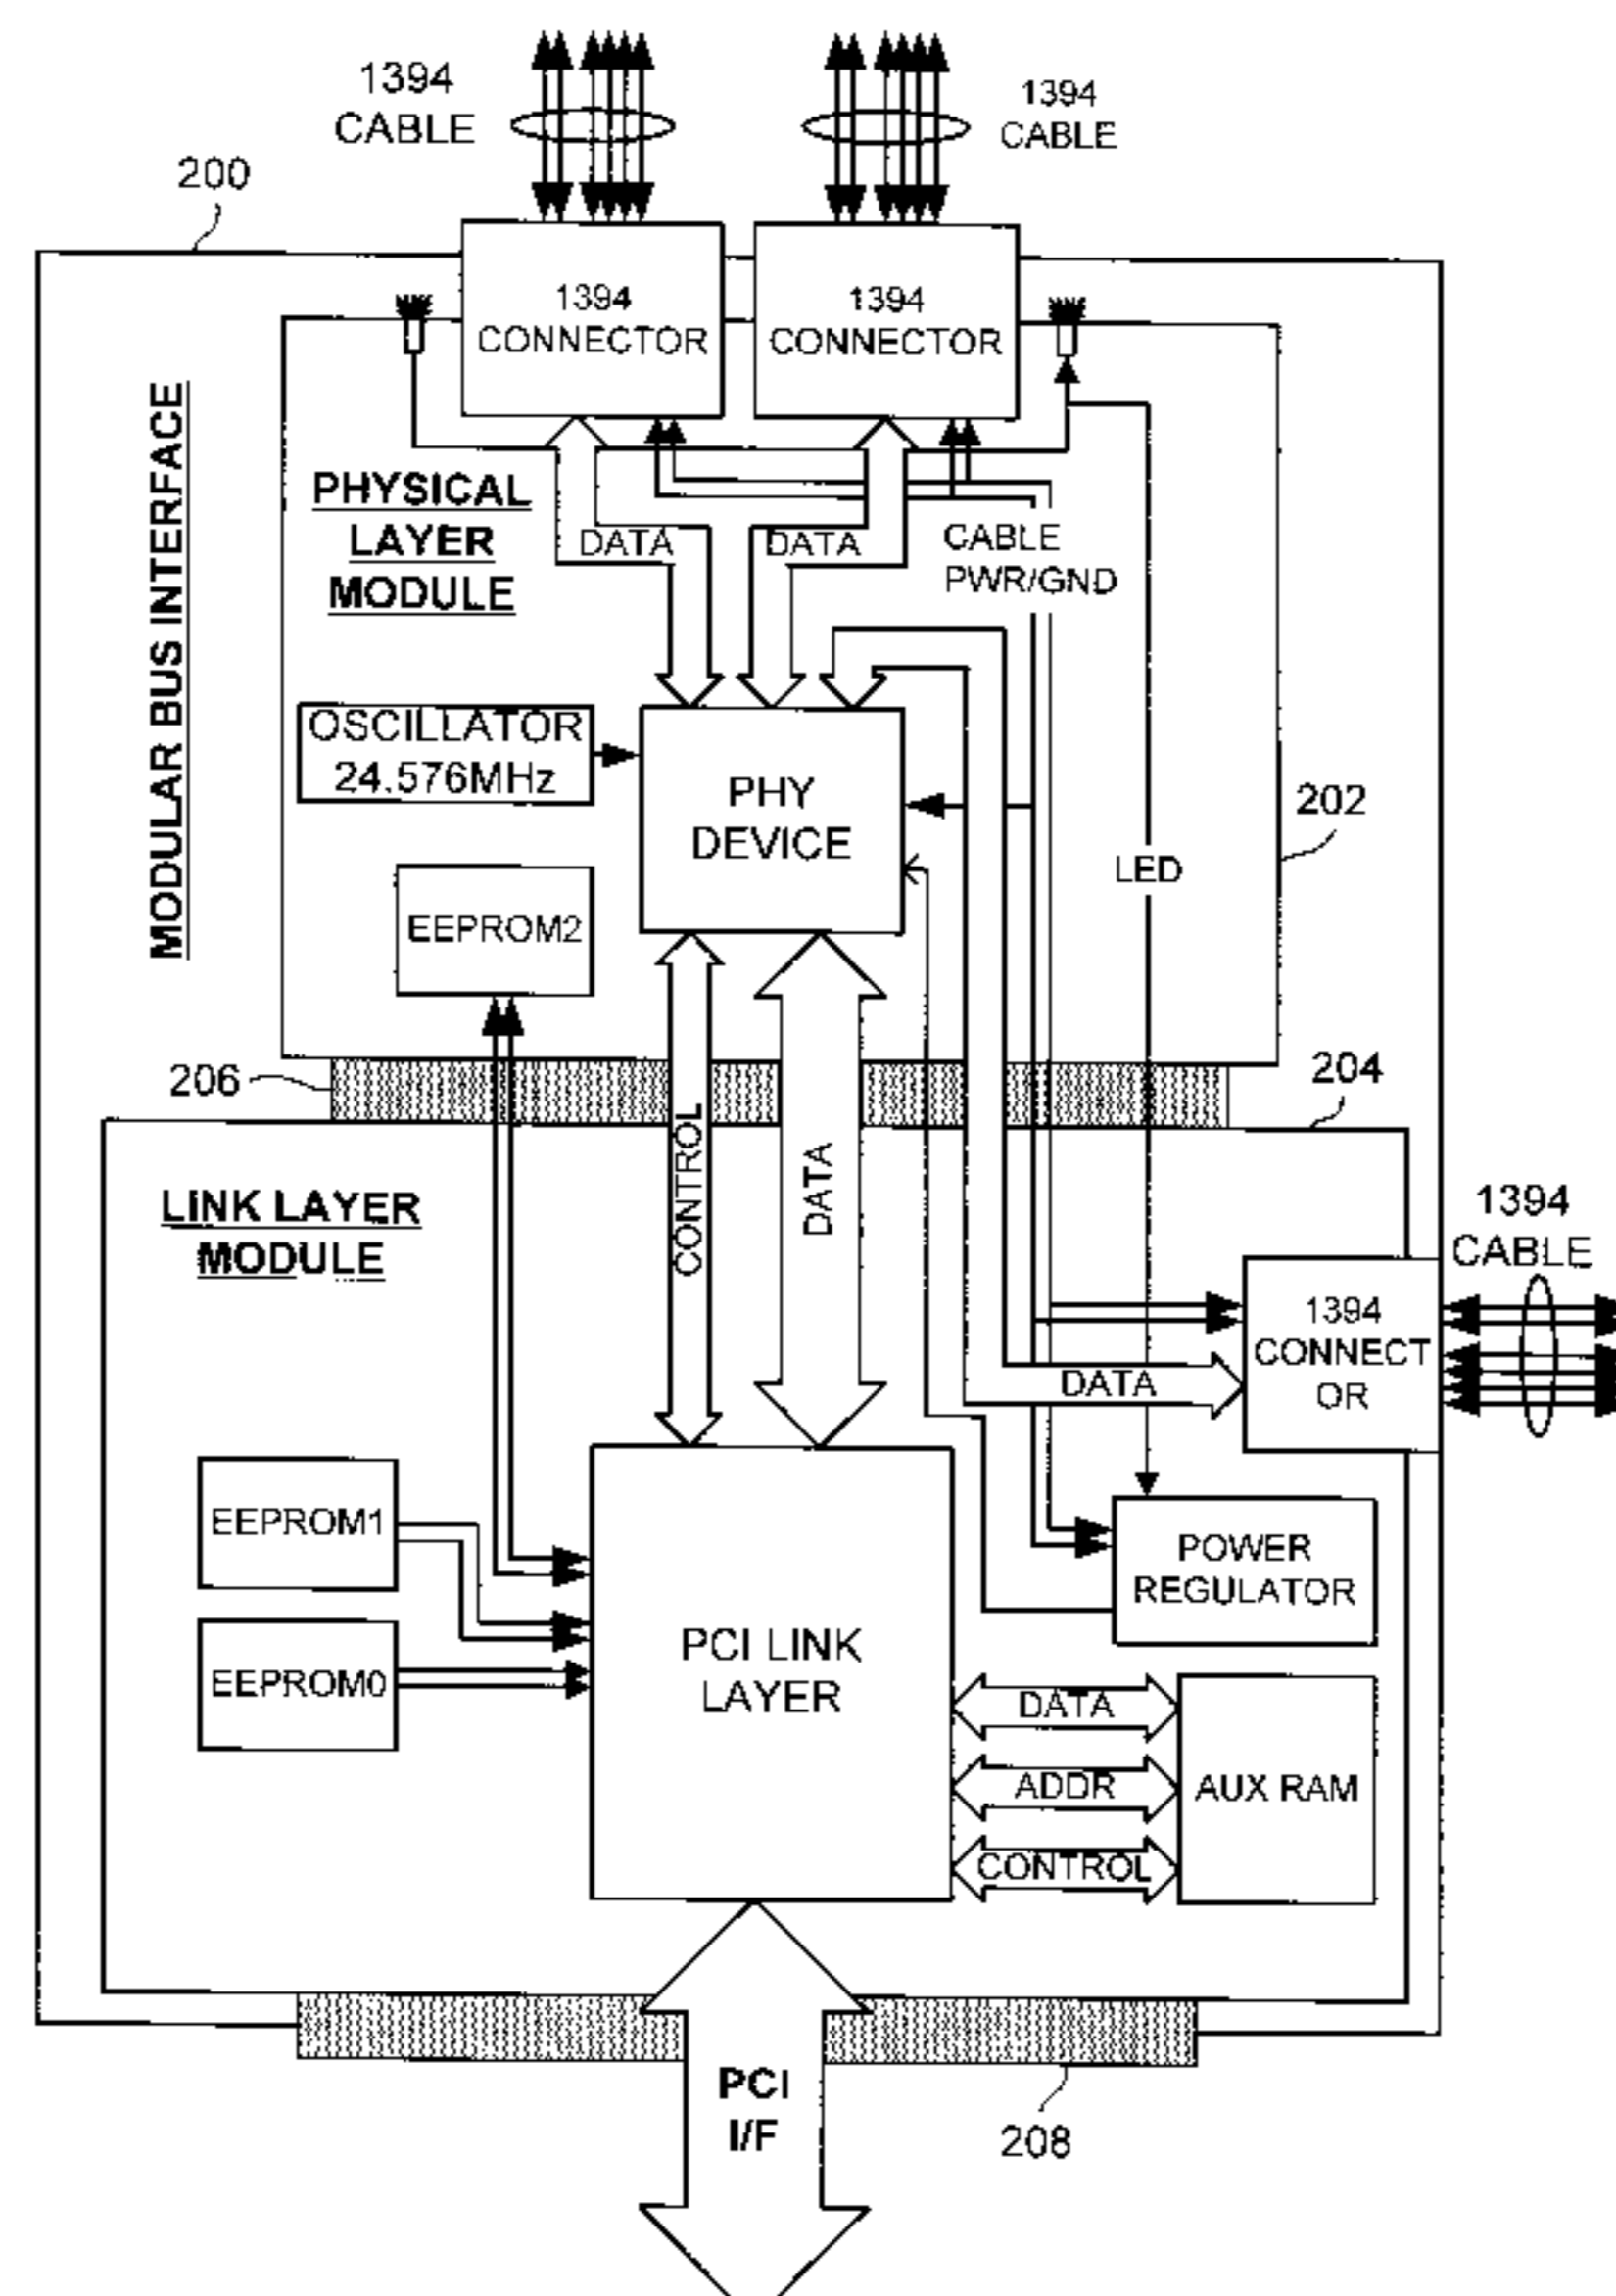 1394
CABLE
1394
CABLE
200
1394
CONNECTOR
1394
CONNECTOR
MODULAR BUS INTERFACE
PHYSICAL
LAYER
MODULE
DATA
DATA
CABLE
PWR/GND
OSCILLATOR
24.576MHz
PHY
DEVICE
202
LED
EEPROM2
206
204
CONTROL
DATA
LINK LAYER
MODULE
1394
CABLE
1394
CONNECT
OR
DATA
EEPROM1
POWER
REGULATOR
EEPROM0
PCI LINK
LAYER
DATA
ADDR
CONTROL
AUX RAM
PCI
I/F
208